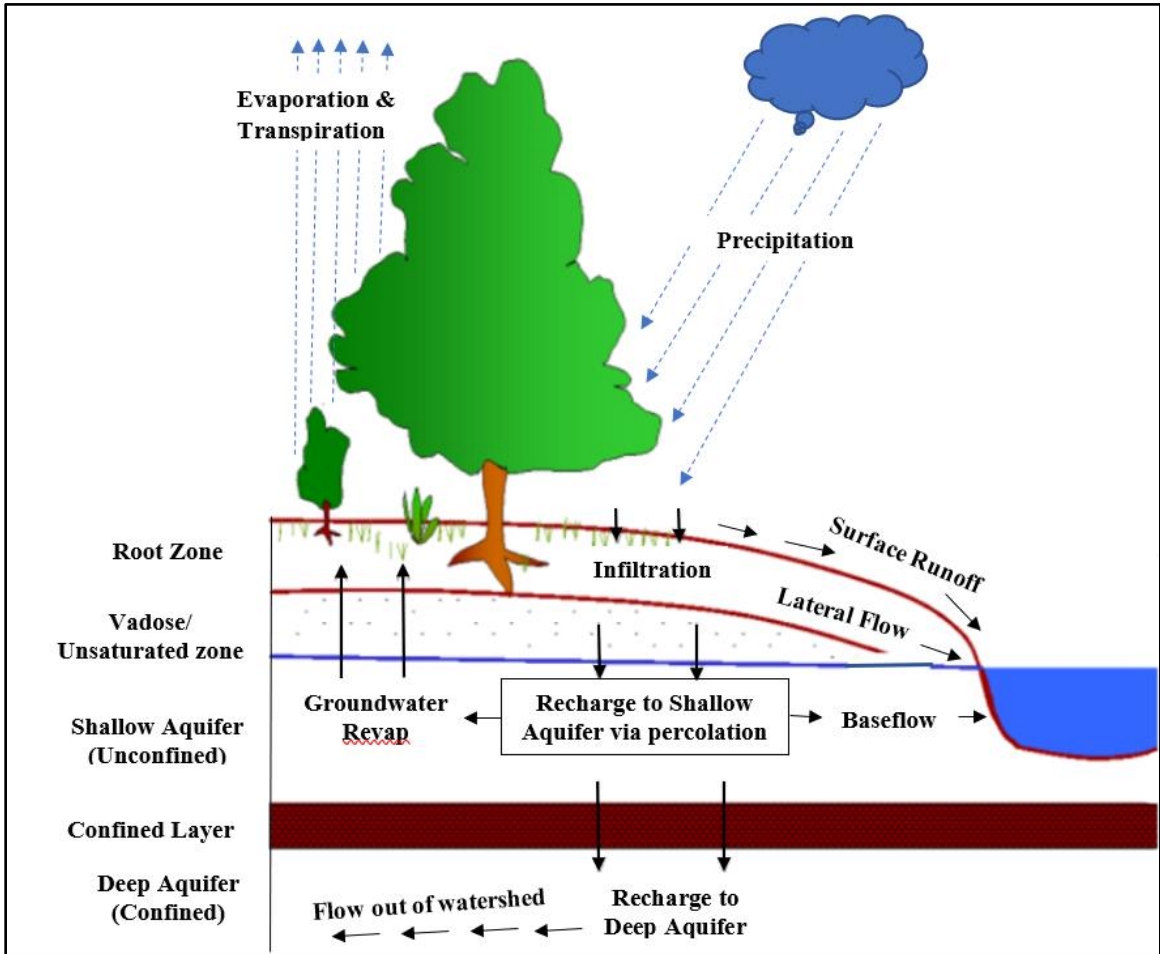 Evaporation &
Transpiration
Precipitation
Surface Runoff
Root Zone
Infiltration
Lateral Flow
Vadose/
Unsaturated zone
Groundwater
Revap
Recharge to Shallow
Aquifer via percolation
Baseflow
Shallow Aquifer
(Unconfined)
Confined Layer
Deep Aquifer
(Confined)
Flow out of watershed
Recharge to
Deep Aquifer